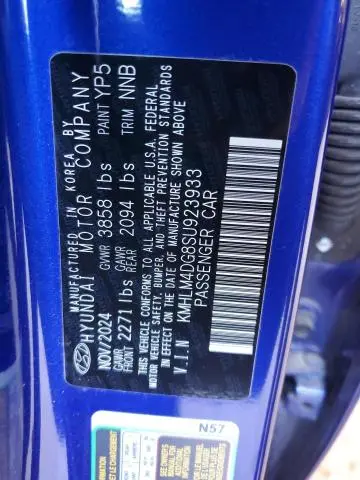 MANUFACTURED IN KOREA BY
HYUNDAI MOTOR COMPANY
NOV/2024 GVWR 3858 lbs PAINT YP5
GAWR FRONT 2271 lbs GAWR REAR 2094 lbs TRIM NNB
THIS VEHICLE CONFORMS TO ALL APPLICABLE U.S.A. FEDERAL
MOTOR VEHICLE SAFETY, BUMPER, AND THEFT PREVENTION STANDARDS
IN EFFECT ON THE DATE OF MANUFACTURE SHOWN ABOVE
V.I.N KMHLM4DG8SU923933
PASSENGER CAR
N57